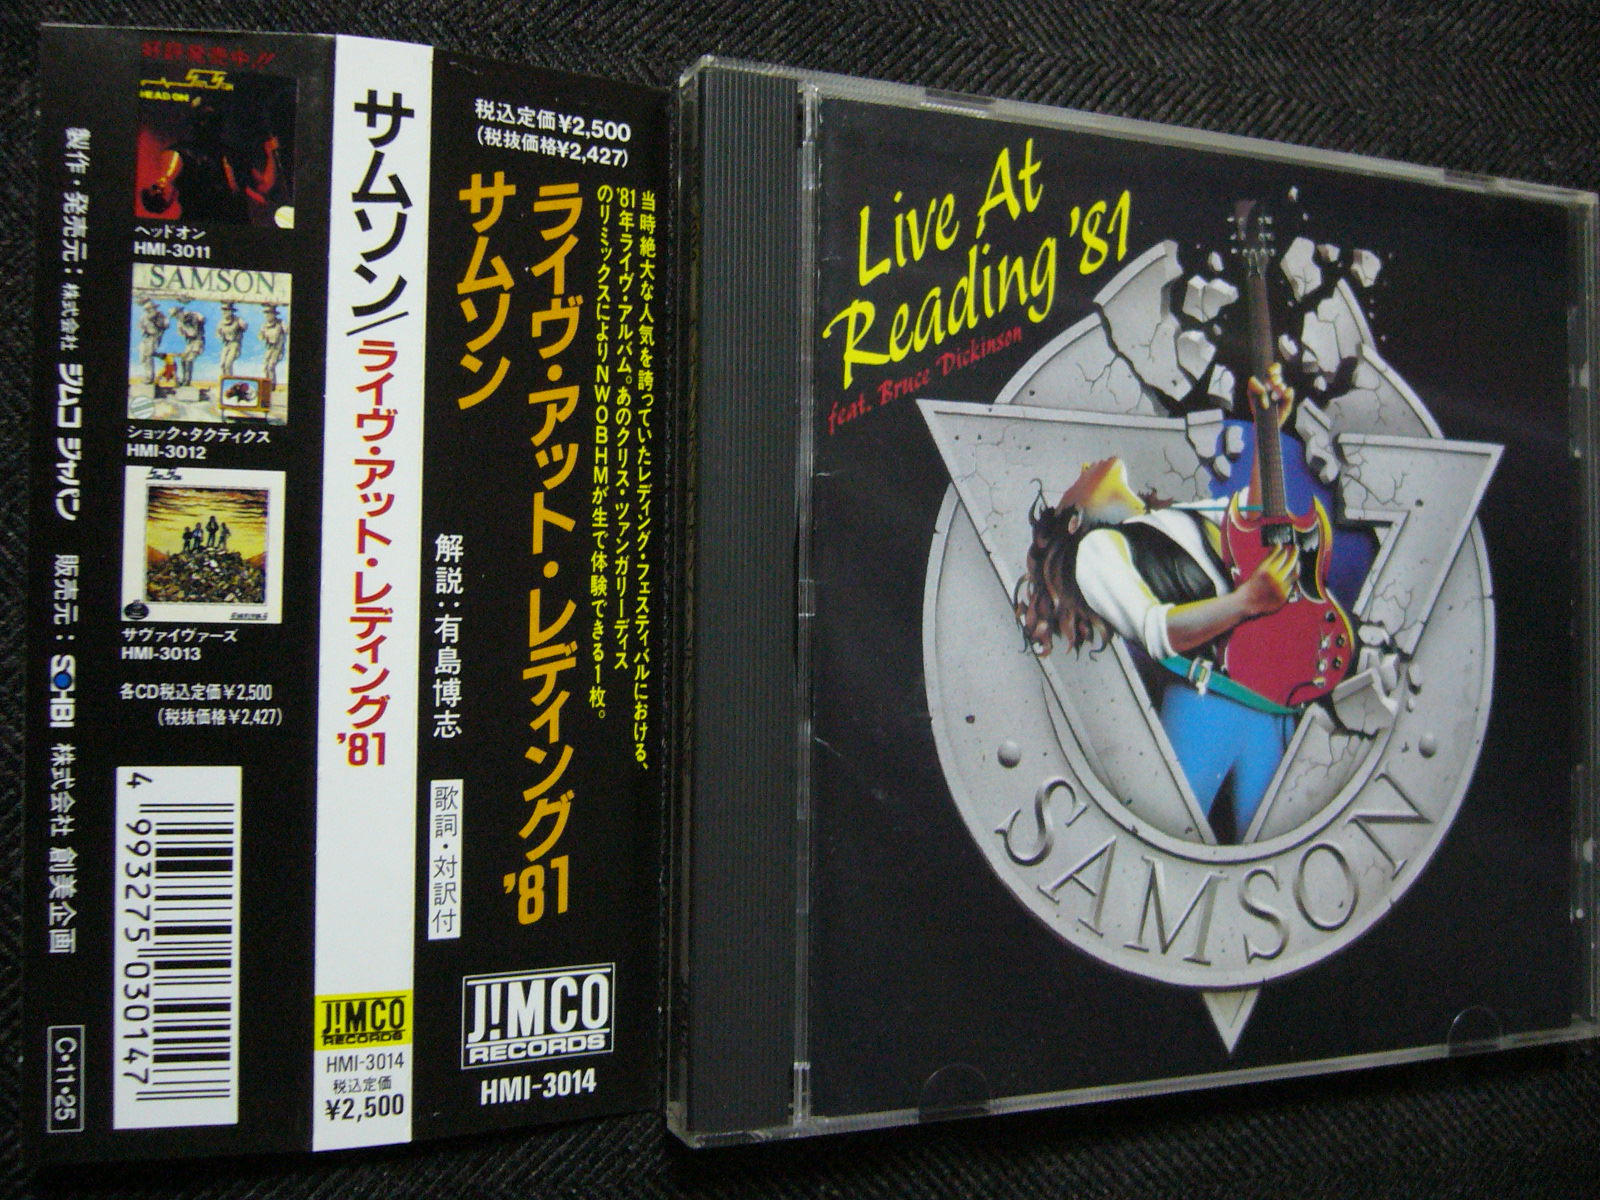 好評発売中!!
HEAD ON
ヘッドオン
HMI-3011
SAMSON
ショック・タクティクス
HMI-3012
サヴァイヴァーズ
HMI-3013
各CD税込定価¥2,500
(税抜価格¥2,427)
4 993275 030147
製作・発売元:株式会社 ジムコ ジャパン 販売元:SOHBI 株式会社 創美企画
C・11・25
サムソン/ライヴ・アット・レディング'81
J!MCO
RECORDS
HMI-3014
税込定価
¥2,500
税込定価¥2,500
(税抜価格¥2,427)
当時絶大な人気を誇っていたレディング・フェスティバルにおける、
'81年ライヴ・アルバム。あのクリス・ツァンガリーディス
のリミックスによりNWOBHMが生で体験できる1枚。
ライヴ・アット・レディング'81
サムソン
解説:有島博志
歌詞・対訳付
J!MCO
RECORDS
HMI-3014
Live At
Reading '81
feat. Bruce Dickinson
SAMSON